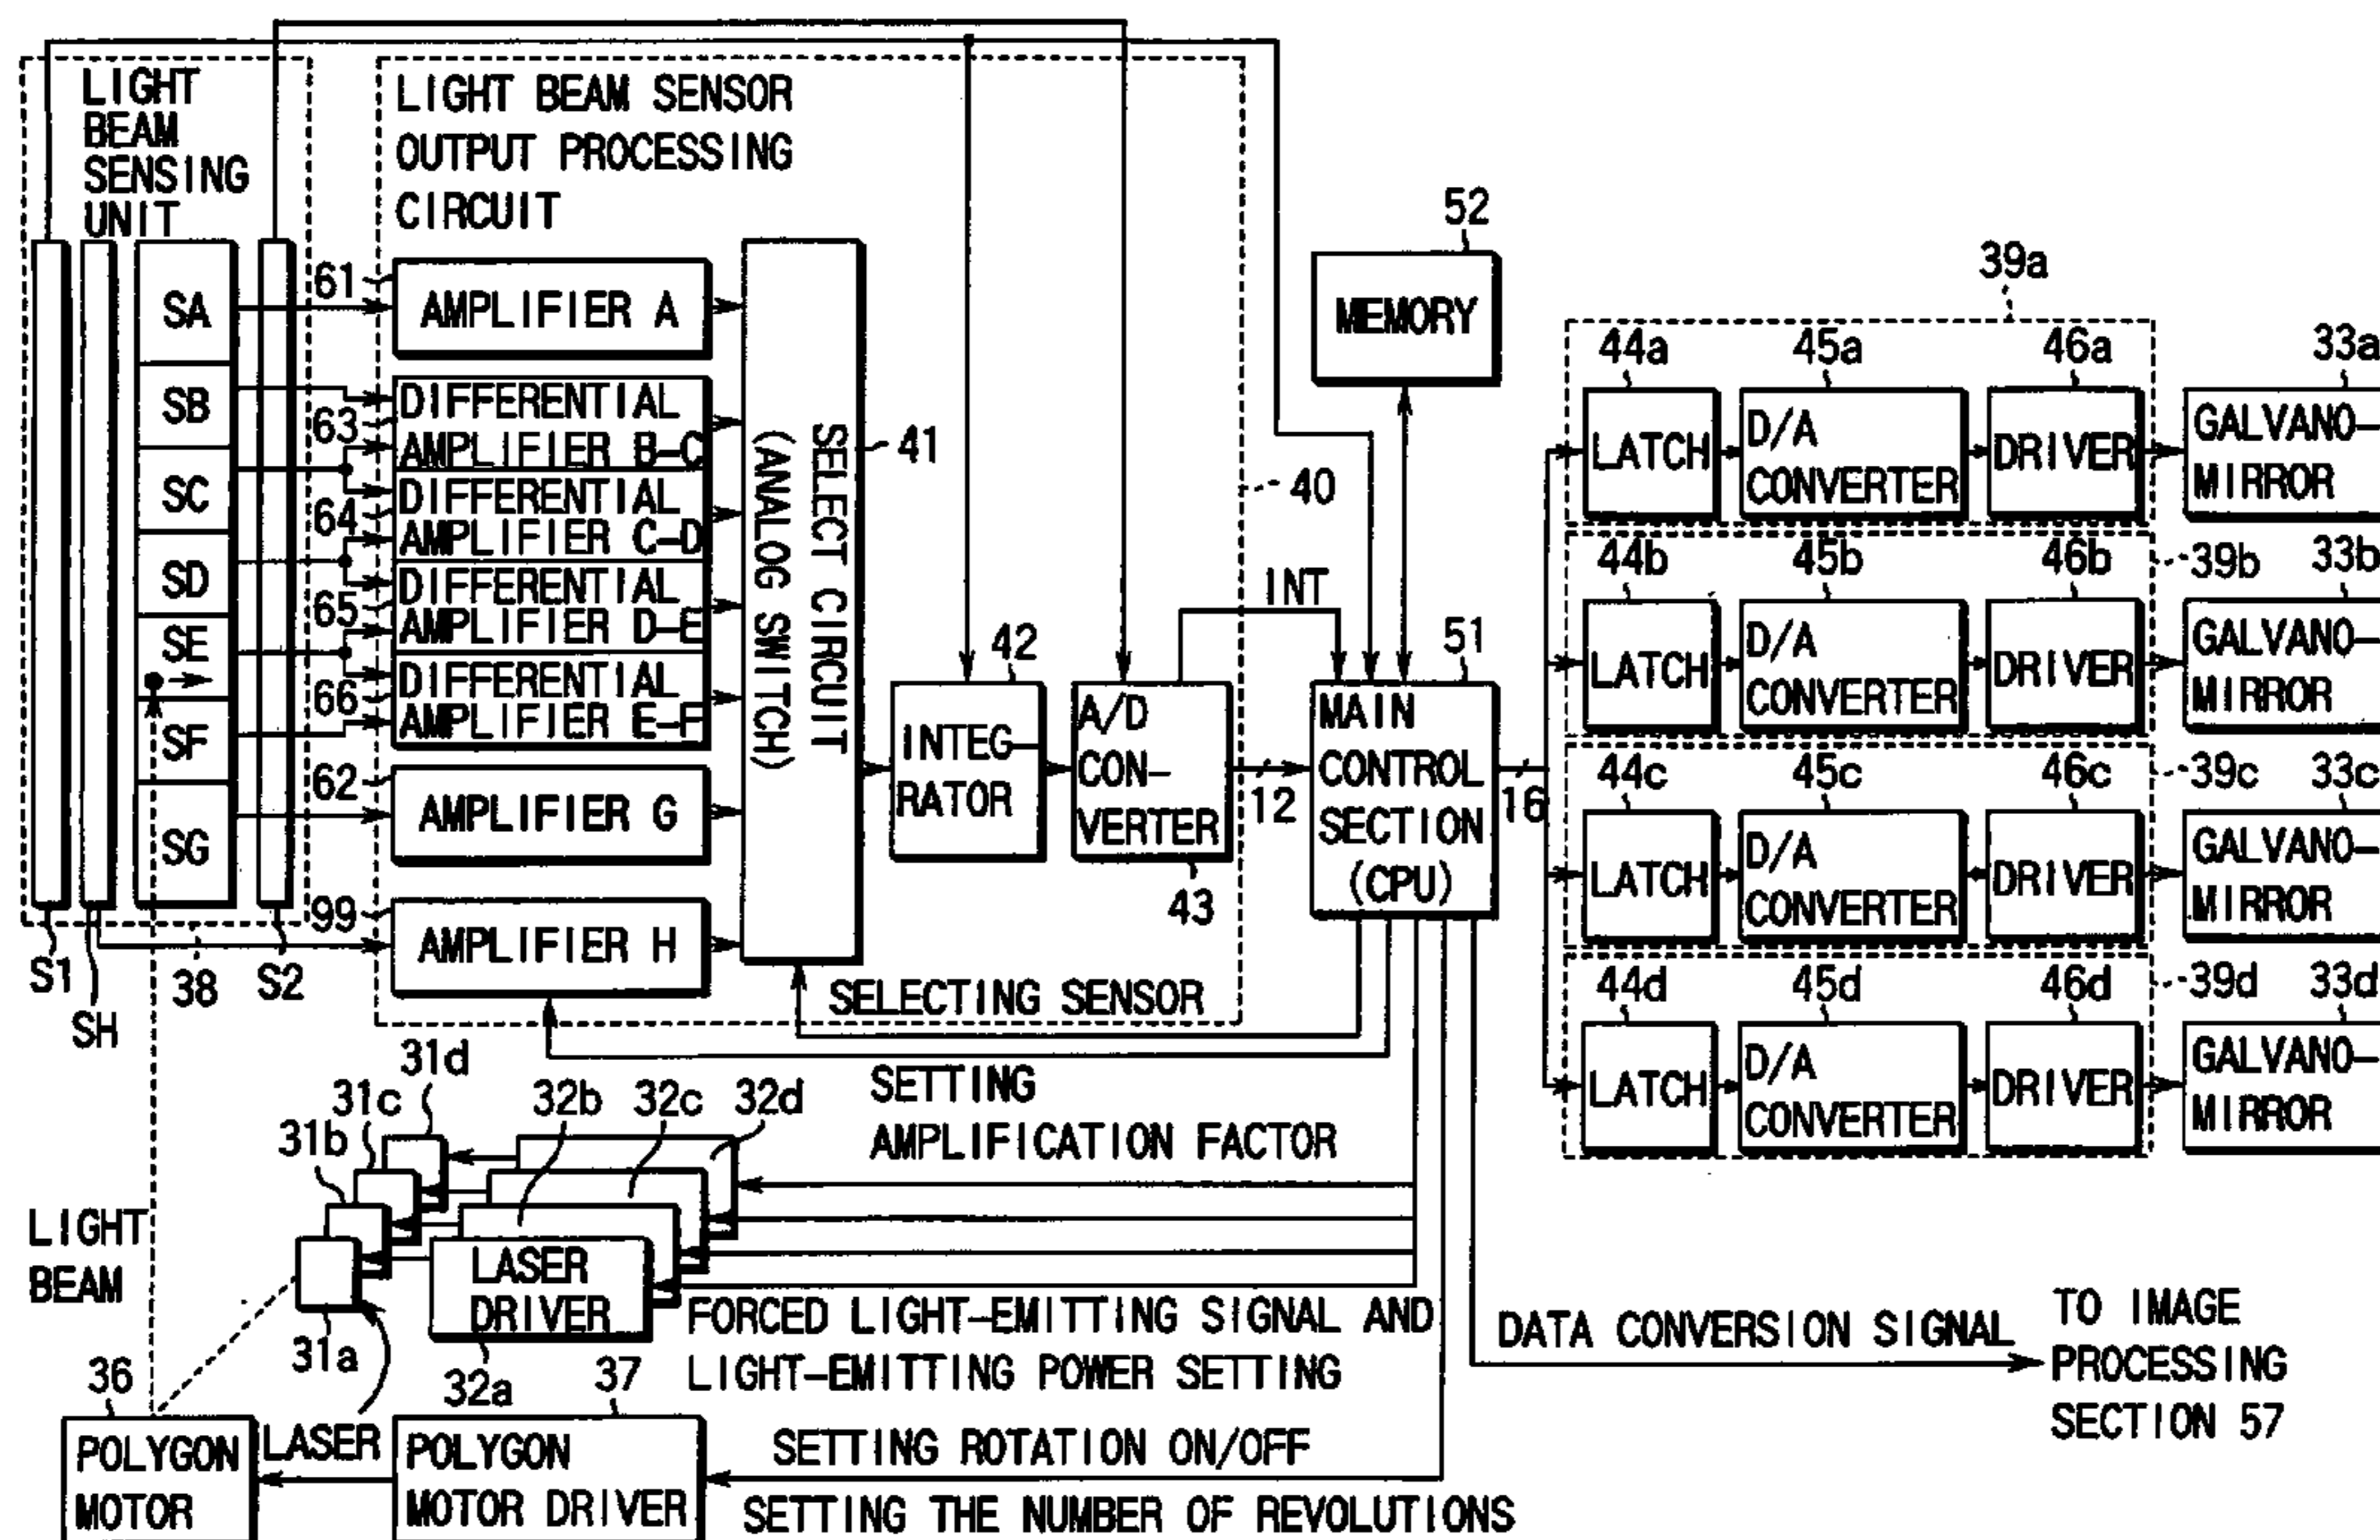 LIGHT
BEAM
SENSING
UNIT
LIGHT BEAM SENSOR
OUTPUT PROCESSING
CIRCUIT
SA
SB
SC
SD
SE
SF
SG
S1
SH
38
S2
61
AMPLIFIER A
63
DIFFERENTIAL
AMPLIFIER B-C
64
DIFFERENTIAL
AMPLIFIER C-D
65
DIFFERENTIAL
AMPLIFIER D-E
66
DIFFERENTIAL
AMPLIFIER E-F
62
AMPLIFIER G
99
AMPLIFIER H
SELECT CIRCUIT
(ANALOG SWITCH)
41
40
42
INTEG-
RATOR
A/D
CON-
VERTER
43
INT
12
52
MEMORY
51
MAIN
CONTROL
SECTION
(CPU)
16
39a
44a
45a
46a
33a
LATCH
D/A
CONVERTER
DRIVER
GALVANO-
MIRROR
44b
45b
46b
39b
33b
LATCH
D/A
CONVERTER
DRIVER
GALVANO-
MIRROR
44c
45c
46c
39c
33c
LATCH
D/A
CONVERTER
DRIVER
GALVANO-
MIRROR
44d
45d
46d
39d
33d
LATCH
D/A
CONVERTER
DRIVER
GALVANO-
MIRROR
SELECTING SENSOR
SETTING
AMPLIFICATION FACTOR
31d
31c
31b
31a
32b
32c
32d
LASER
DRIVER
32a
LIGHT
BEAM
FORCED LIGHT-EMITTING SIGNAL AND
LIGHT-EMITTING POWER SETTING
DATA CONVERSION SIGNAL
TO IMAGE
PROCESSING
SECTION 57
36
POLYGON
MOTOR
LASER
37
POLYGON
MOTOR DRIVER
SETTING ROTATION ON/OFF
SETTING THE NUMBER OF REVOLUTIONS